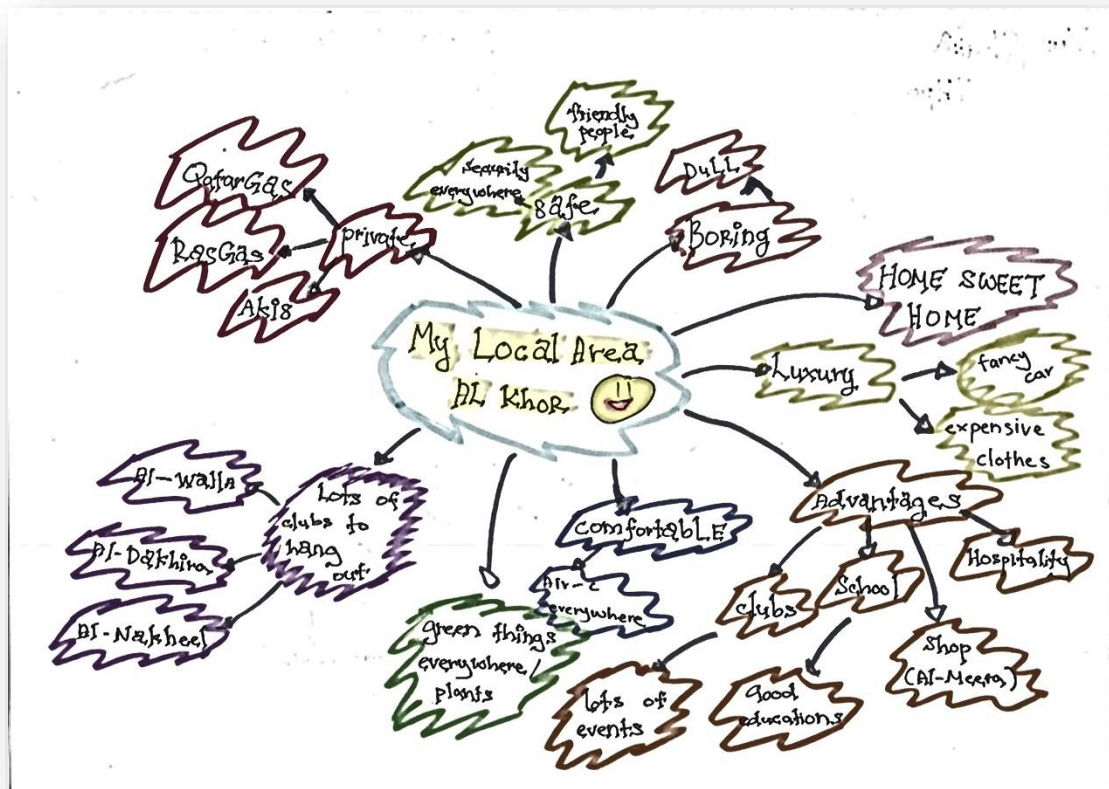 My Local Area
AL Khor
private
QatarGas
RasGas
Akis
safe
security
everywhere
friendly
people
Boring
DULL
HOME SWEET
HOME
Luxury
fancy
car
expensive
clothes
Advantages
Hospitality
Shop
(Al-Meera)
School
Good
educations
clubs
lots of
events
comfortabLE
Air-c
everywhere
green things
everywhere/
plants
Lots of
clubs to
hang
out
Al-Walla
Al-Dakhira
Al-Nakheel